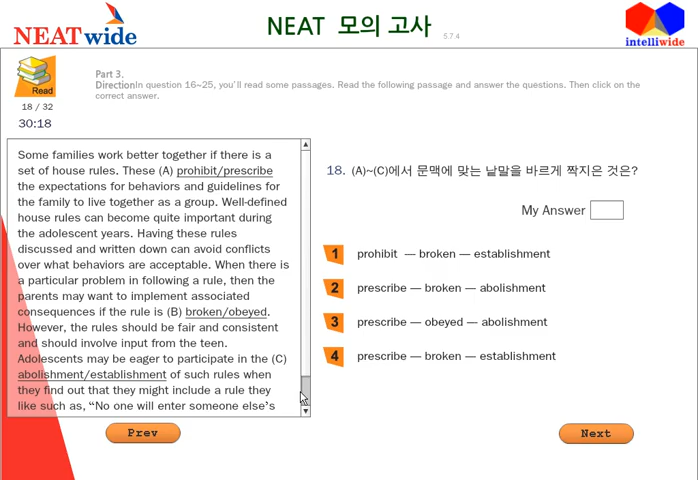 NEATwide
NEAT 모의 고사
5.7.4
intelliwide
Read
18 / 32
30:18
Part 3.
DirectionIn question 16~25, you'll read some passages. Read the following passage and answer the questions. Then click on the
correct answer.
Some families work better together if there is a
set of house rules. These (A) prohibit/prescribe
the expectations for behaviors and guidelines for
the family to live together as a group. Well-defined
house rules can become quite important during
the adolescent years. Having these rules
discussed and written down can avoid conflicts
over what behaviors are acceptable. When there is
a particular problem in following a rule, then the
parents may want to implement associated
consequences if the rule is (B) broken/obeyed.
However, the rules should be fair and consistent
and should involve input from the teen.
Adolescents may be eager to participate in the (C)
abolishment/establishment of such rules when
they find out that they might include a rule they
like such as, “No one will enter someone else’s
18. (A)~(C)에서 문맥에 맞는 낱말을 바르게 짝지은 것은?
My Answer
1 prohibit — broken — establishment
2 prescribe — broken — abolishment
3 prescribe — obeyed — abolishment
4 prescribe — broken — establishment
Prev
Next